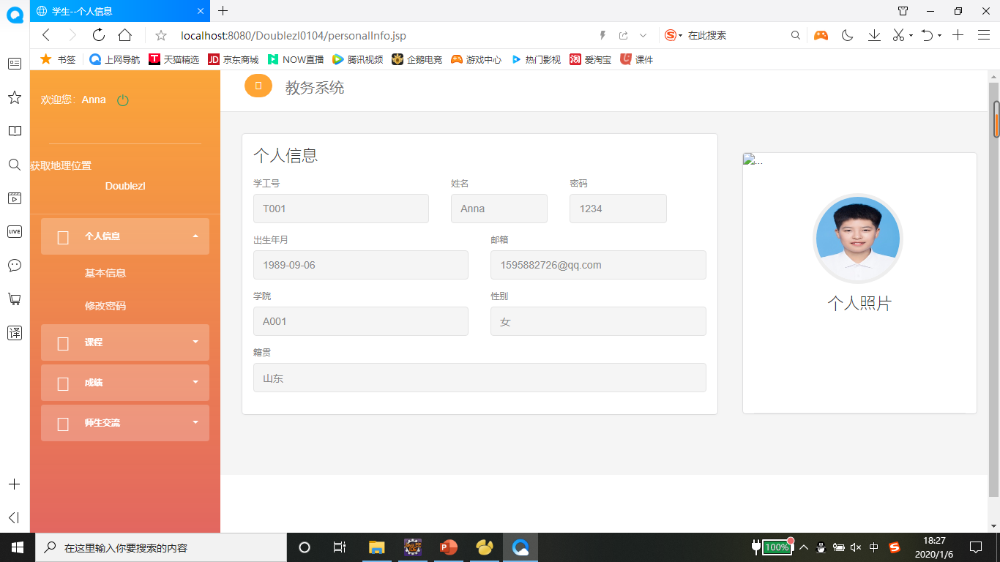 学生--个人信息
localhost:8080/Doublezl0104/personalInfo.jsp
在此搜索
书签 上网导航 天猫精选 京东商城 NOW直播 腾讯视频 企鹅电竞 游戏中心 热门影视 爱淘宝 课件
欢迎您: Anna
教务系统
获取地理位置
Doublezl
个人信息
基本信息
修改密码
课程
成绩
师生交流
个人信息
学工号 姓名 密码
T001 Anna 1234
出生年月 邮箱
1989-09-06 1595882726@qq.com
学院 性别
A001 女
籍贯
山东
...
个人照片
LIVE
译
在这里输入你要搜索的内容
100%
中
18:27
2020/1/6